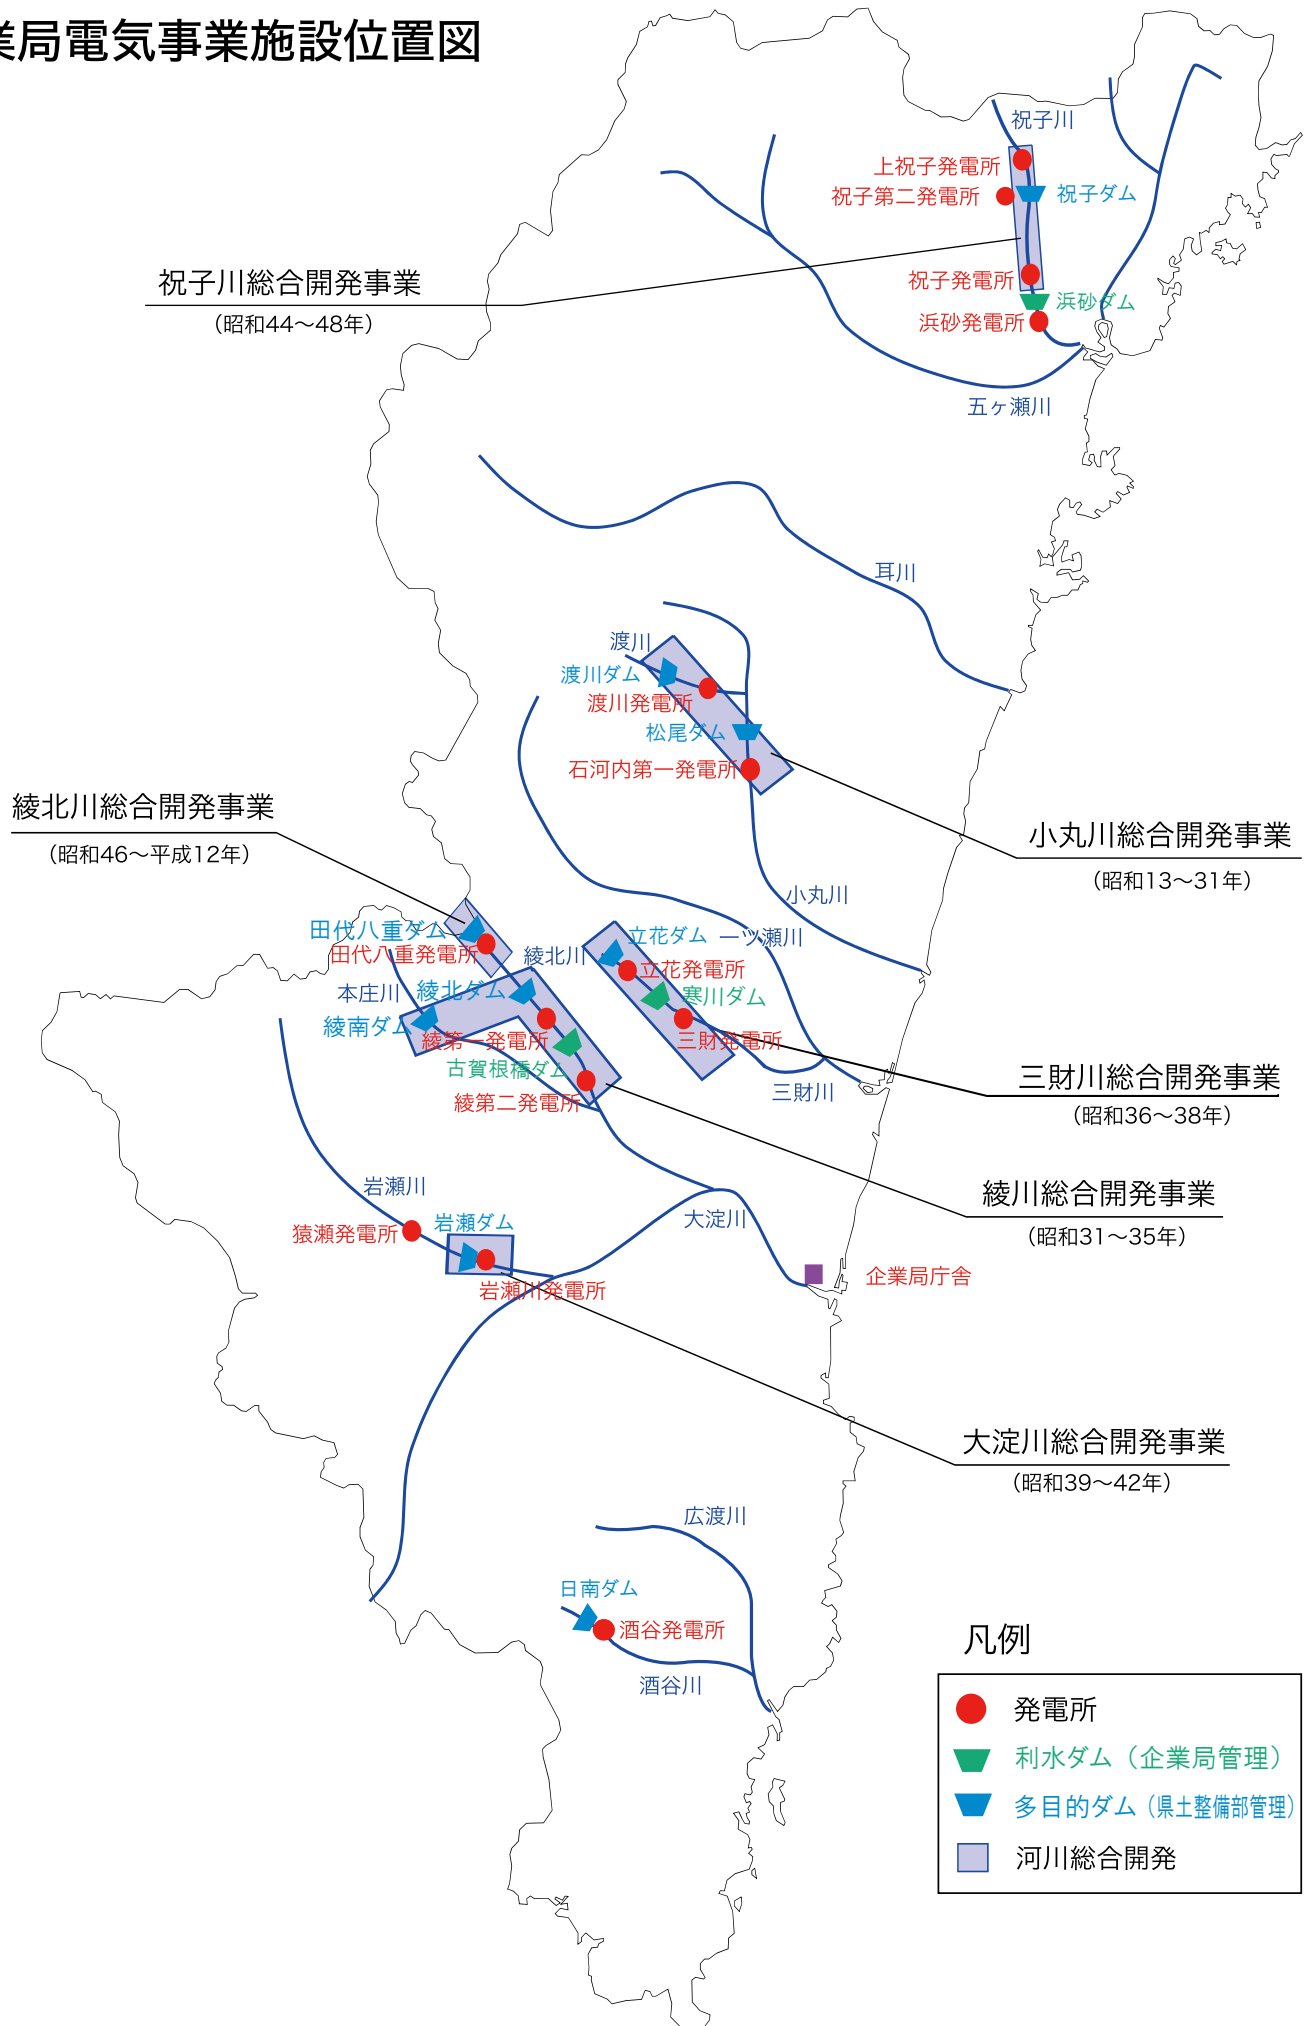 業局電気事業施設位置図
祝子川
上祝子発電所
祝子第二発電所
祝子ダム
祝子川総合開発事業
（昭和44～48年）
祝子発電所
浜砂ダム
浜砂発電所
五ヶ瀬川
耳川
渡川
渡川ダム
渡川発電所
松尾ダム
石河内第一発電所
綾北川総合開発事業
（昭和46～平成12年）
小丸川総合開発事業
（昭和13～31年）
小丸川
田代八重ダム
田代八重発電所
綾北川
立花ダム
一ツ瀬川
立花発電所
本庄川
綾北ダム
寒川ダム
綾南ダム
綾第一発電所
三財発電所
古賀根橋ダム
綾第二発電所
三財川
三財川総合開発事業
（昭和36～38年）
岩瀬川
綾川総合開発事業
（昭和31～35年）
猿瀬発電所
岩瀬ダム
大淀川
岩瀬川発電所
企業局庁舎
大淀川総合開発事業
（昭和39～42年）
広渡川
日南ダム
酒谷発電所
酒谷川
凡例
発電所
利水ダム（企業局管理）
多目的ダム（県土整備部管理）
河川総合開発